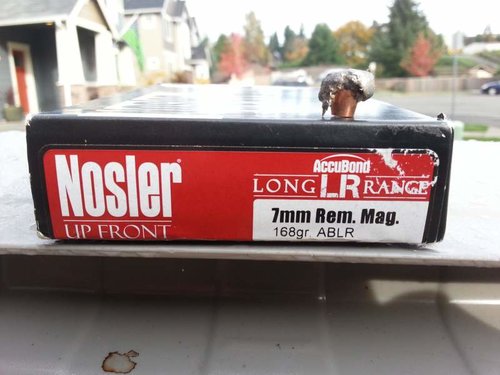 Nosler®
UP FRONT
AccuBond
LONG LR RANGE
7mm Rem. Mag.
168gr. ABLR